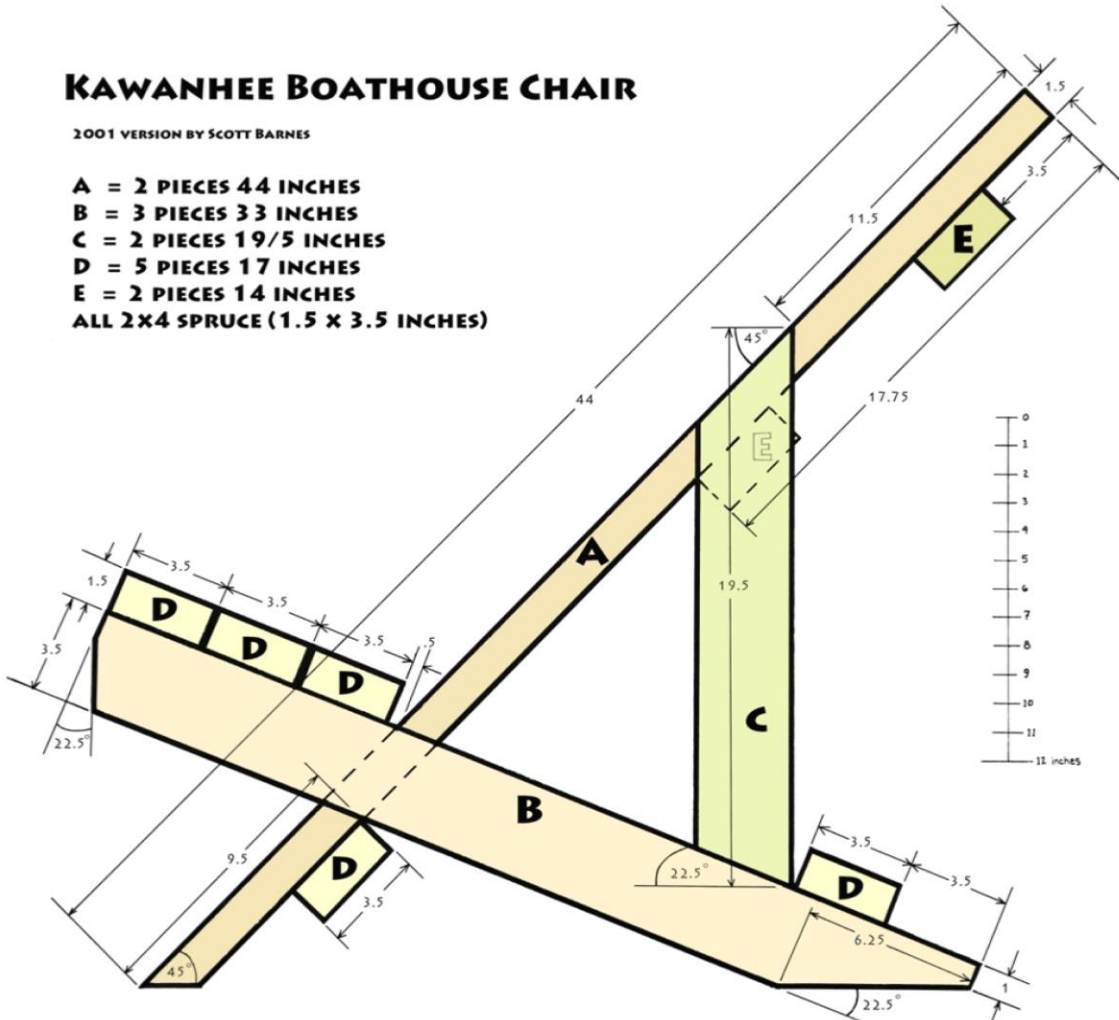 KAWANHEE BOATHOUSE CHAIR
2001 VERSION BY SCOTT BARNES
A = 2 PIECES 44 INCHES
B = 3 PIECES 33 INCHES
C = 2 PIECES 19/5 INCHES
D = 5 PIECES 17 INCHES
E = 2 PIECES 14 INCHES
ALL 2X4 SPRUCE (1.5 X 3.5 INCHES)
1.5
3.5
11.5
E
45°
44
17.75
E
A
19.5
0
1
2
3
4
5
6
7
8
9
10
11
12 inches
3.5
1.5
3.5
3.5
.5
D
D
D
3.5
22.5°
C
B
9.5
D
3.5
22.5°
3.5
D
3.5
6.25
45°
1
22.5°